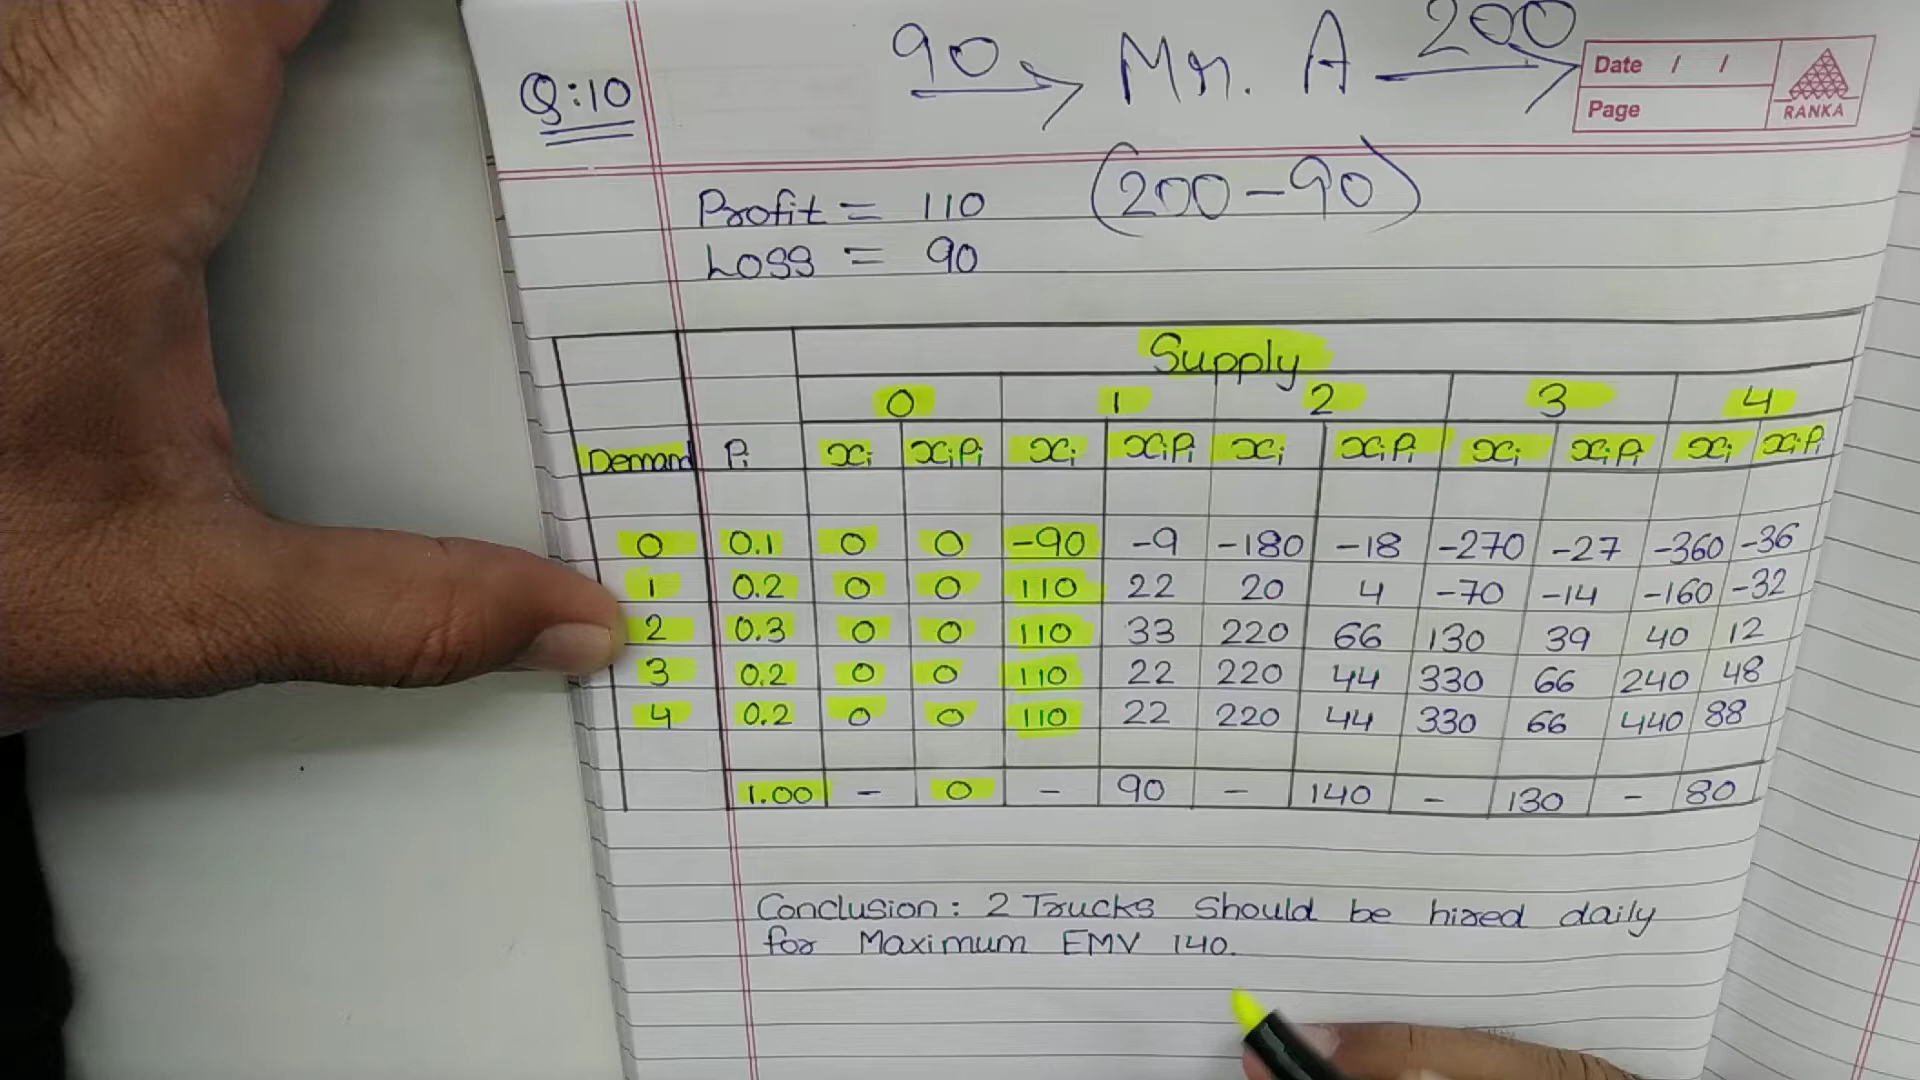 Q:10
90 → Mr. A 200 →
Date / /
Page
RANKA
Profit = 110 (200-90)
Loss = 90
Supply
0 1 2 3 4
Demand Pi xi xiPi xi xiPi xi xiPi xi xiPi xi xiPi
0 0.1 0 0 -90 -9 -180 -18 -270 -27 -360 -36
1 0.2 0 0 110 22 20 4 -70 -14 -160 -32
2 0.3 0 0 110 33 220 66 130 39 40 12
3 0.2 0 0 110 22 220 44 330 66 240 48
4 0.2 0 0 110 22 220 44 330 66 440 88
1.00 - 0 - 90 - 140 - 130 - 80
Conclusion: 2 Trucks should be hired daily
for Maximum EMV 140.